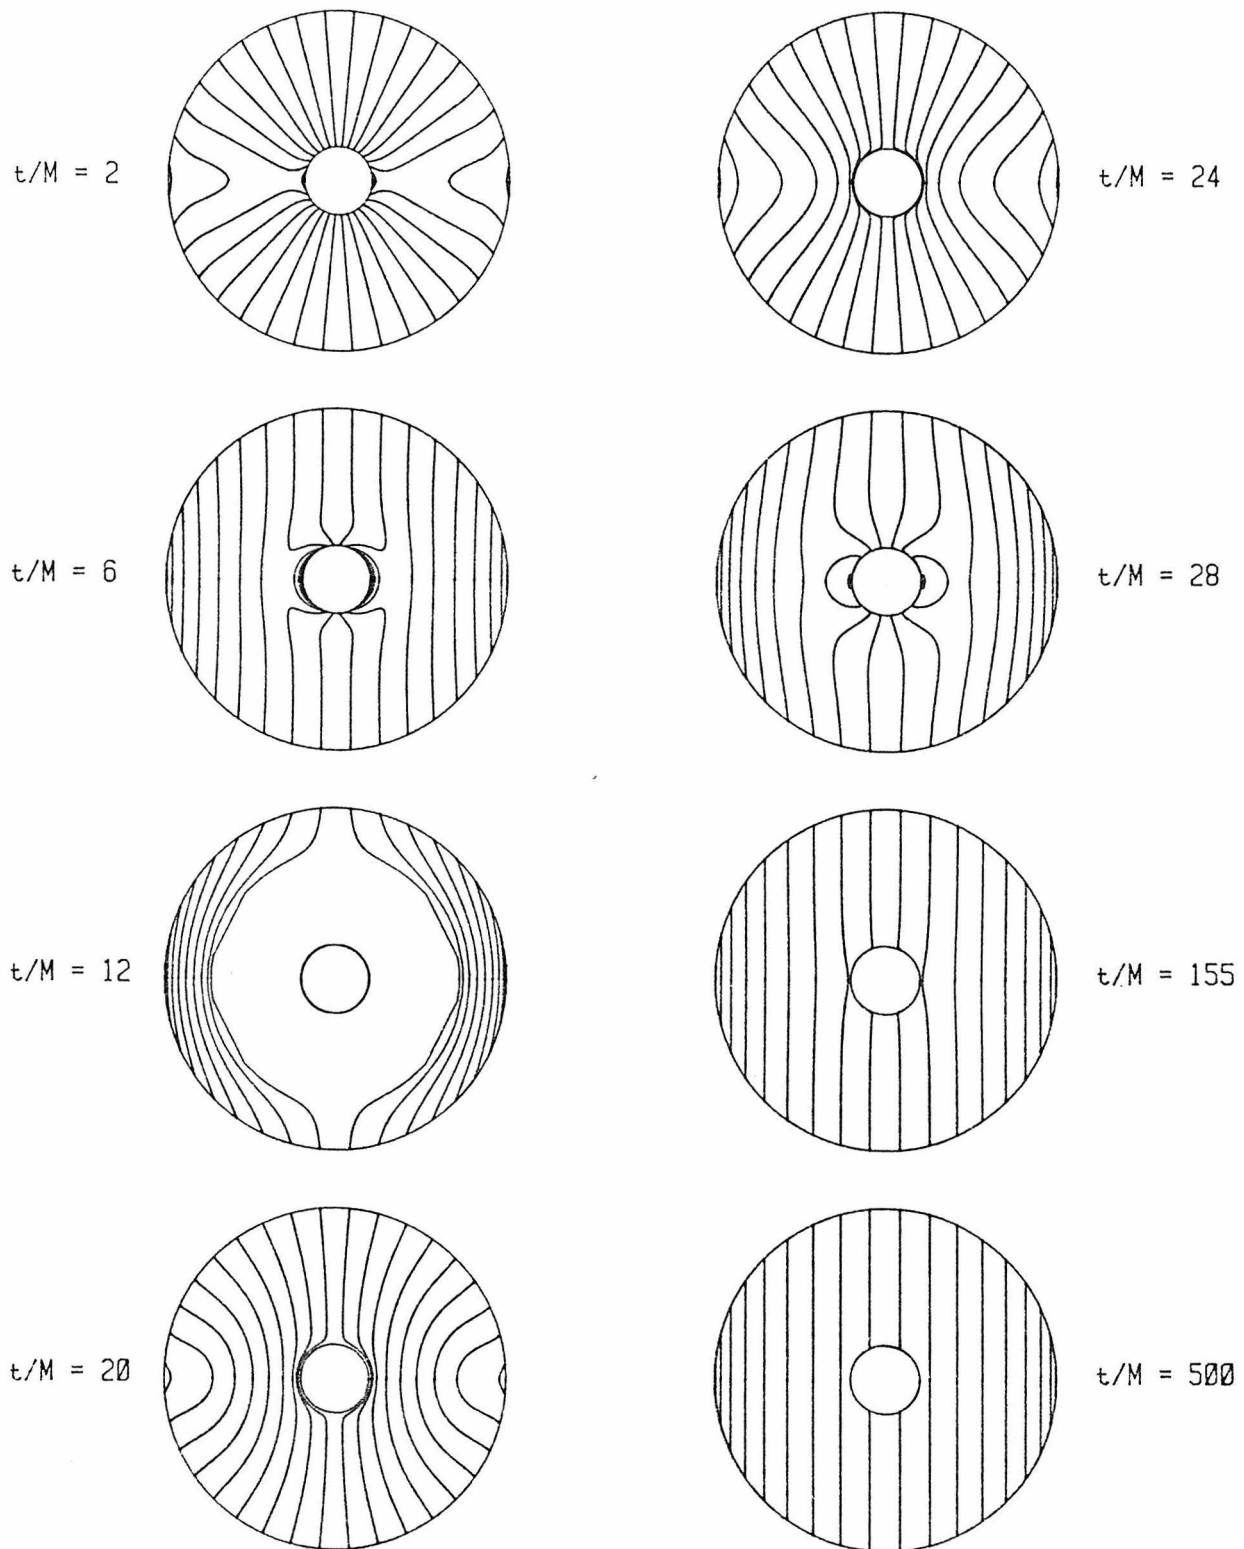 t/M = 2
t/M = 24
t/M = 6
t/M = 28
t/M = 12
t/M = 155
t/M = 20
t/M = 500